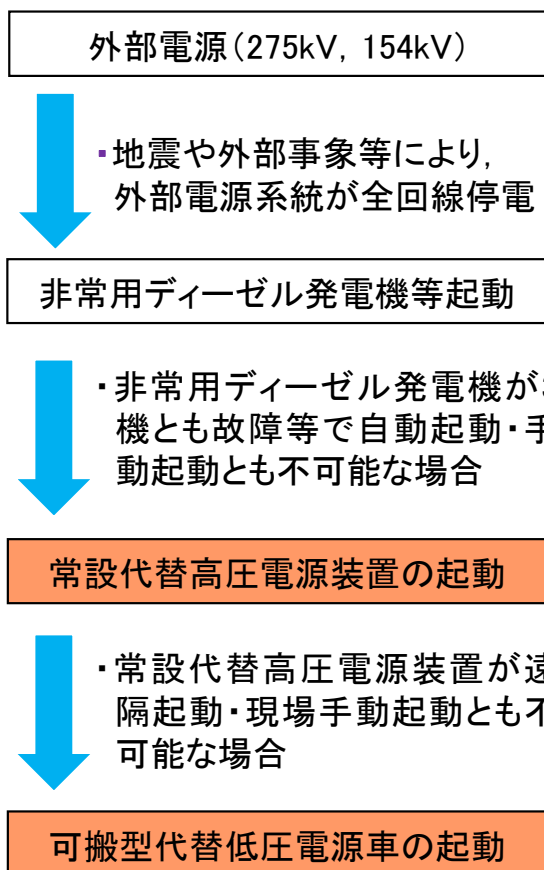 外部電源(275kV, 154kV)
・地震や外部事象等により,
外部電源系統が全回線停電
非常用ディーゼル発電機等起動
・非常用ディーゼル発電機が
機とも故障等で自動起動・手
動起動とも不可能な場合
常設代替高圧電源装置の起動
・常設代替高圧電源装置が遠
隔起動・現場手動起動とも不
可能な場合
可搬型代替低圧電源車の起動